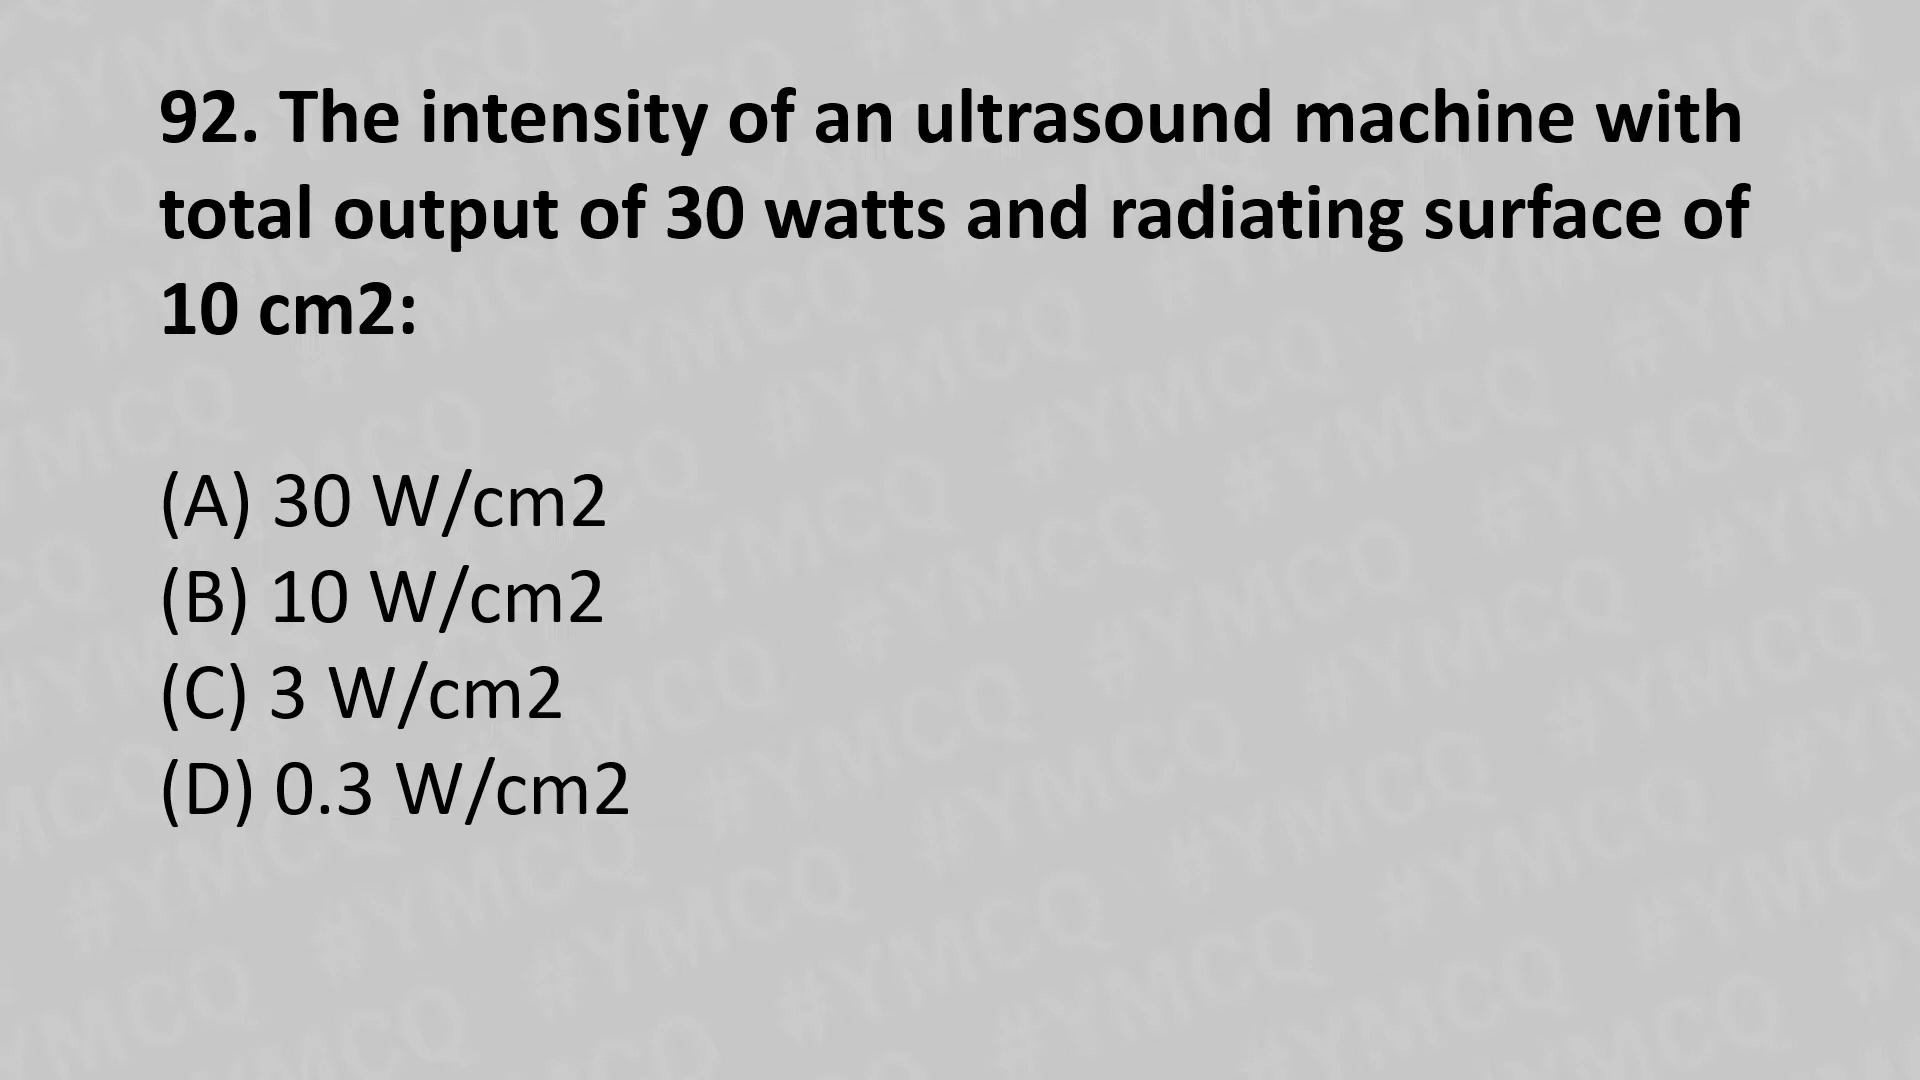 92. The intensity of an ultrasound machine with
total output of 30 watts and radiating surface of
10 cm2:
(A) 30 W/cm2
(B) 10 W/cm2
(C) 3 W/cm2
(D) 0.3 W/cm2
#YMCQ